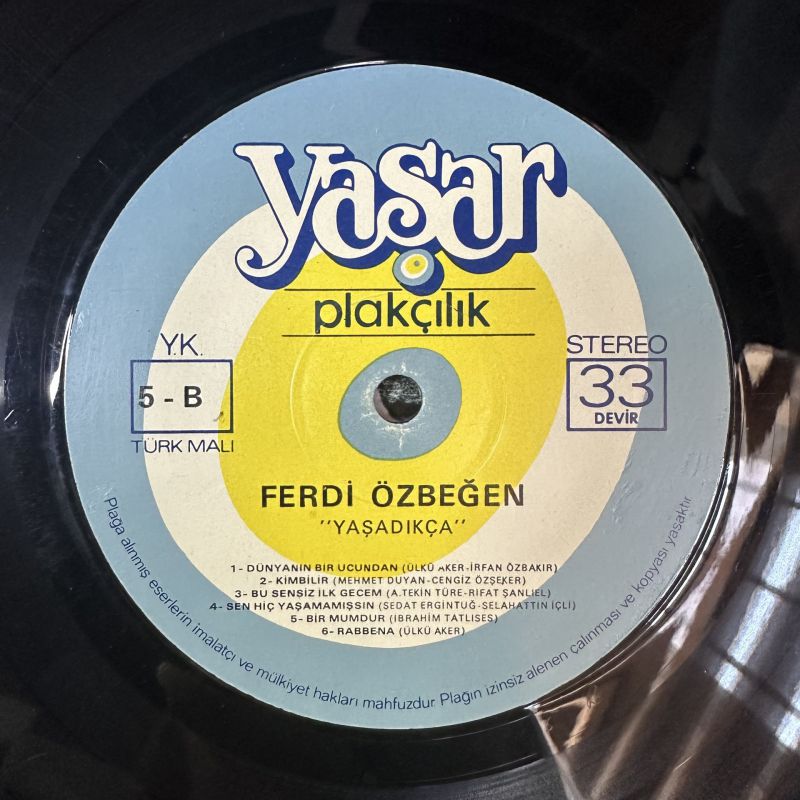 yaşar
plakçılık
Y.K.
5 - B
TÜRK MALI
STEREO
33
DEVİR
FERDİ ÖZBEĞEN
"YAŞADIKÇA"
1- DÜNYANIN BİR UCUNDAN (ÜLKÜ AKER-İRFAN ÖZBAKIR)
2- KİMBİLİR (MEHMET DUYAN-CENGİZ ÖZŞEKER)
3- BU SENSİZ İLK GECEM (A.TEKİN TÜRE-RIFAT ŞANLIEL)
4- SEN HİÇ YAŞAMAMIŞSIN (SEDAT ERGINTUĞ-SELAHATTIN İÇLİ)
5- BİR MUMDUR (İBRAHİM TATLISES)
6- RABBENA (ÜLKÜ AKER)
Plağa alınmış eserlerin imalatçı ve mülkiyet hakları mahfuzdur. Plağın izinsiz alenen çalınması ve kopyası yasaktır